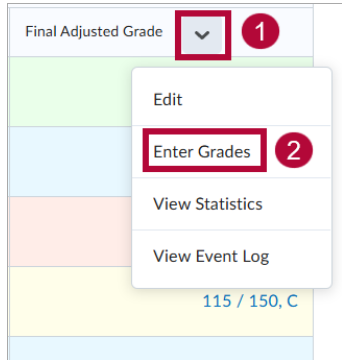 Final Adjusted Grade 1
Edit
Enter Grades 2
View Statistics
View Event Log
115 / 150, C